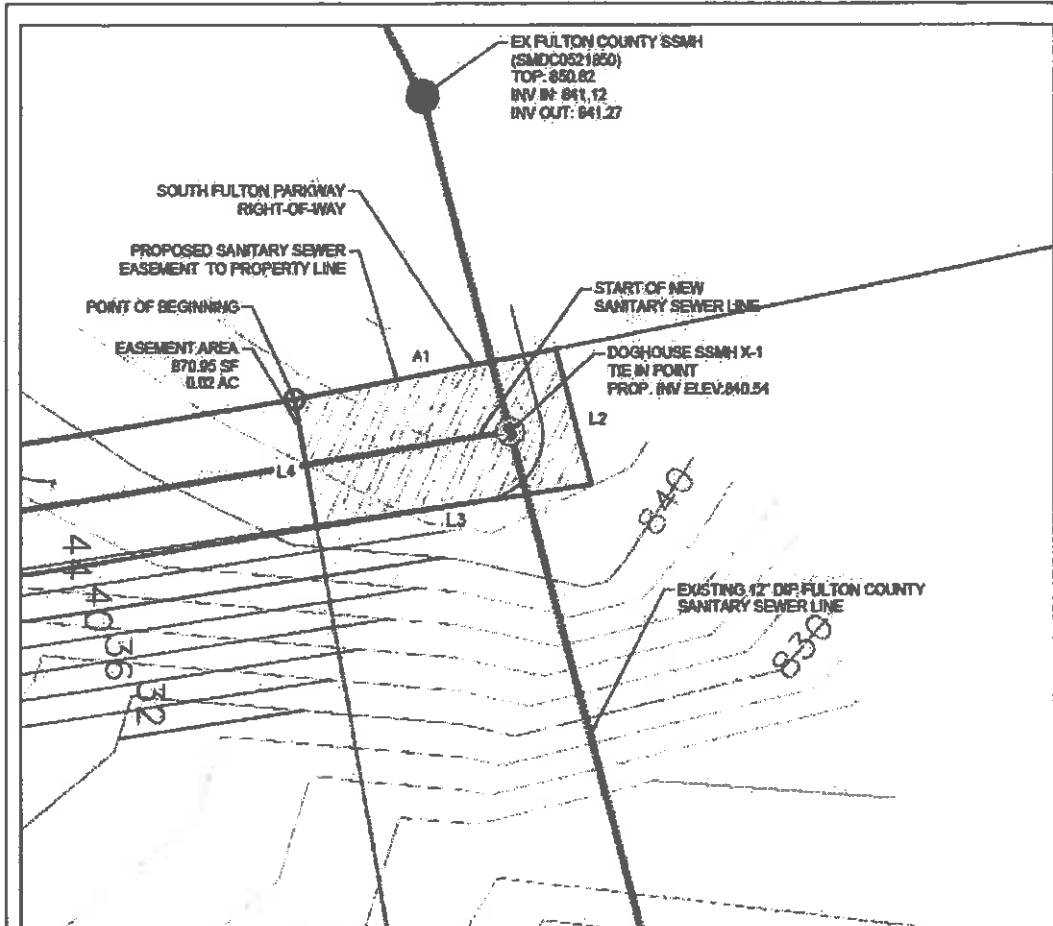 EX FULTON COUNTY SSMH
(SMDC0521850)
TOP: 850.82
INV IN: 841.12
INV OUT: 841.27
SOUTH FULTON PARKWAY
RIGHT-OF-WAY
PROPOSED SANITARY SEWER
EASEMENT TO PROPERTY LINE
POINT OF BEGINNING
START OF NEW
SANITARY SEWER LINE
EASEMENT AREA
870.95 SF
0.02 AC
A1
DOGHOUSE SSMH X-1
TIE IN POINT
PROP. INV ELEV:840.54
L2
L4
L3
840
44
40
36
32
EXISTING 12" DIP FULTON COUNTY
SANITARY SEWER LINE
830